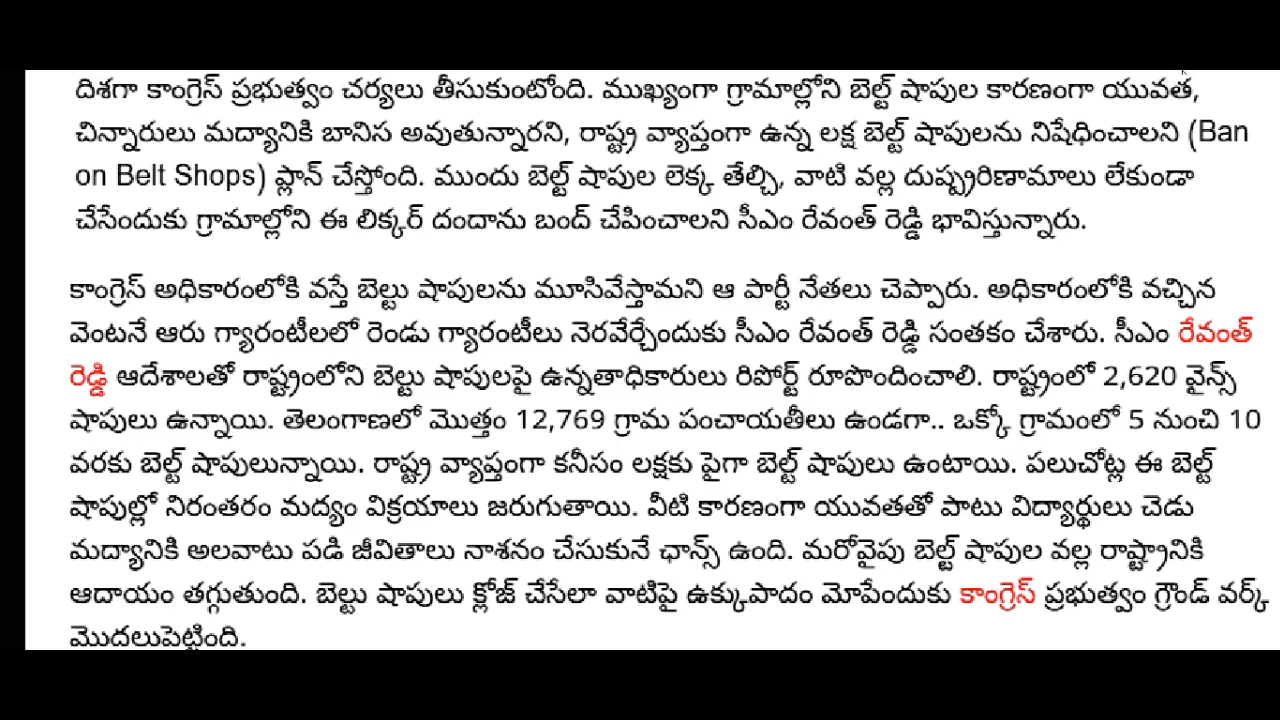 దిశగా కాంగ్రెస్ ప్రభుత్వం చర్యలు తీసుకుంటోంది. ముఖ్యంగా గ్రామాల్లోని బెల్ట్ షాపుల కారణంగా యువత,
చిన్నారులు మద్యానికి బానిస అవుతున్నారని, రాష్ట్ర వ్యాప్తంగా ఉన్న లక్ష బెల్ట్ షాపులను నిషేధించాలని (Ban
on Belt Shops) ప్లాన్ చేస్తోంది. ముందు బెల్ట్ షాపుల లెక్క తేల్చి, వాటి వల్ల దుష్ప్రరిణామాలు లేకుండా
చేసేందుకు గ్రామాల్లోని ఈ లిక్కర్ దందాను బంద్ చేపించాలని సీఎం రేవంత్ రెడ్డి భావిస్తున్నారు.
కాంగ్రెస్ అధికారంలోకి వస్తే బెల్టు షాపులను మూసివేస్తామని ఆ పార్టీ నేతలు చెప్పారు. అధికారంలోకి వచ్చిన
వెంటనే ఆరు గ్యారంటీలలో రెండు గ్యారంటీలు నెరవేర్చేందుకు సీఎం రేవంత్ రెడ్డి సంతకం చేశారు. సీఎం రేవంత్
రెడ్డి ఆదేశాలతో రాష్ట్రంలోని బెల్టు షాపులపై ఉన్నతాధికారులు రిపోర్ట్ రూపొందించాలి. రాష్ట్రంలో 2,620 వైన్స్
షాపులు ఉన్నాయి. తెలంగాణలో మొత్తం 12,769 గ్రామ పంచాయతీలు ఉండగా.. ఒక్కో గ్రామంలో 5 నుంచి 10
వరకు బెల్ట్ షాపులున్నాయి. రాష్ట్ర వ్యాప్తంగా కనీసం లక్షకు పైగా బెల్ట్ షాపులు ఉంటాయి. పలుచోట్ల ఈ బెల్ట్
షాపుల్లో నిరంతరం మద్యం విక్రయాలు జరుగుతాయి. వీటి కారణంగా యువతతో పాటు విద్యార్థులు చెడు
మద్యానికి అలవాటు పడి జీవితాలు నాశనం చేసుకునే ఛాన్స్ ఉంది. మరోవైపు బెల్ట్ షాపుల వల్ల రాష్ట్రానికి
ఆదాయం తగ్గుతుంది. బెల్టు షాపులు క్లోజ్ చేసేలా వాటిపై ఉక్కుపాదం మోపేందుకు కాంగ్రెస్ ప్రభుత్వం గ్రౌండ్ వర్క్
మొదలుపెట్టింది.